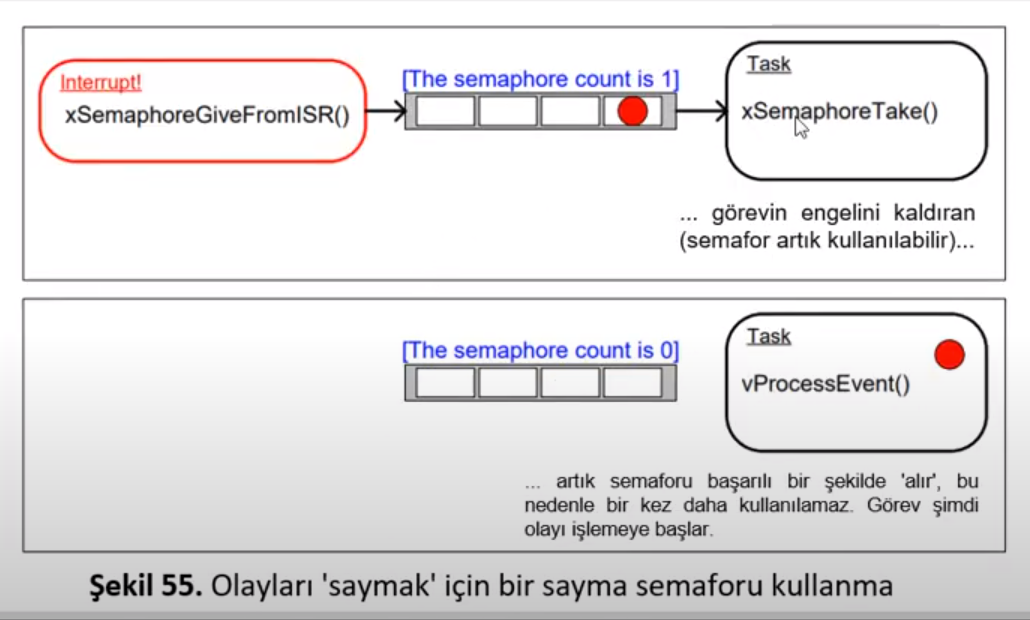 Interrupt!
xSemaphoreGiveFromISR()
[The semaphore count is 1]
Task
xSemaphoreTake()
... görevin engelini kaldıran
(semafor artık kullanılabilir)...
[The semaphore count is 0]
Task
vProcessEvent()
... artık semaforu başarılı bir şekilde 'alır', bu
nedenle bir kez daha kullanılamaz. Görev şimdi
olayı işlemeye başlar.
Şekil 55. Olayları 'saymak' için bir sayma semaforu kullanma